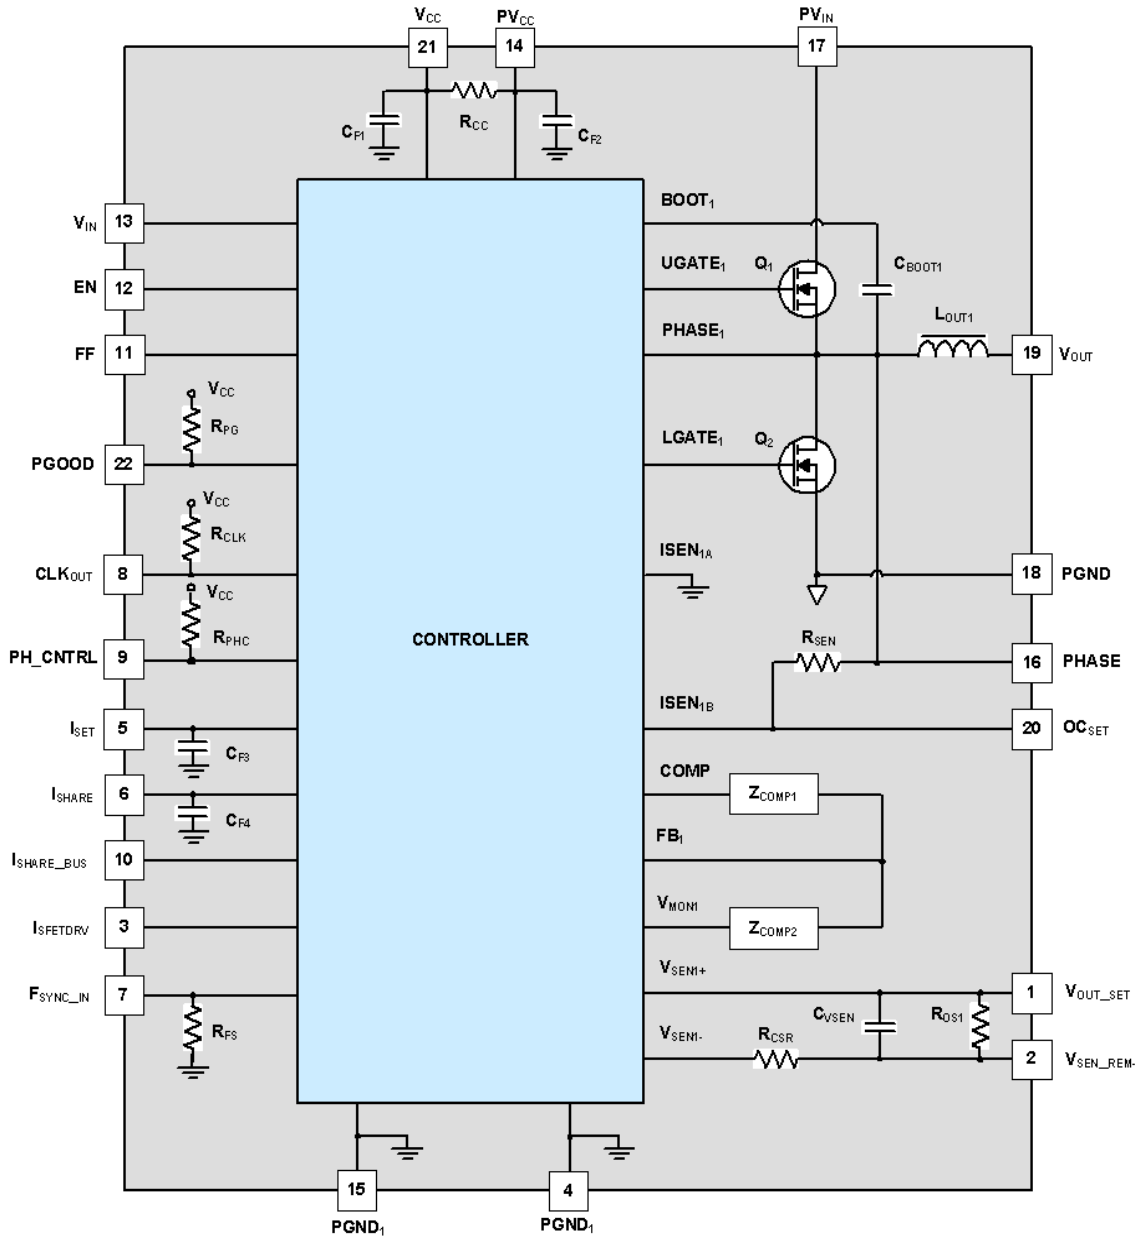 VCC
PVCC
PVIN
21
14
17
RCC
CF1
CF2
BOOT1
VIN
13
UGATE1
Q1
CBOOT1
EN
12
LOUT1
PHASE1
FF
11
19
VOUT
VCC
RPG
LGATE1
Q2
PGOOD
22
VCC
RCLK
ISEN1A
CLKOUT
8
18
PGND
VCC
RPHC
CONTROLLER
RSEN
PH_CNTRL
9
16
PHASE
ISEN1B
ISET
5
20
OCSET
CF3
COMP
ISHARE
6
ZCOMP1
CF4
FB1
ISHARE_BUS
10
VMON1
ISFETDRV
3
ZCOMP2
VSEN1+
FSYNC_IN
7
1
VOUT_SET
CVSEN
ROS1
RFS
VSEN1-
RCSR
2
VSEN_REM-
15
4
PGND1
PGND1